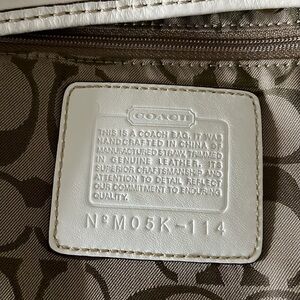 COACH
THIS IS A COACH BAG. IT WAS
HANDCRAFTED IN CHINA OF
MANUFACTURED STRAW, TRIMMED
IN GENUINE LEATHER. ITS
SUPERIOR CRAFTSMANSHIP AND
ATTENTION TO DETAIL REFLECT
OUR COMMITMENT TO ENDURING
QUALITY.
Nº M05K-114